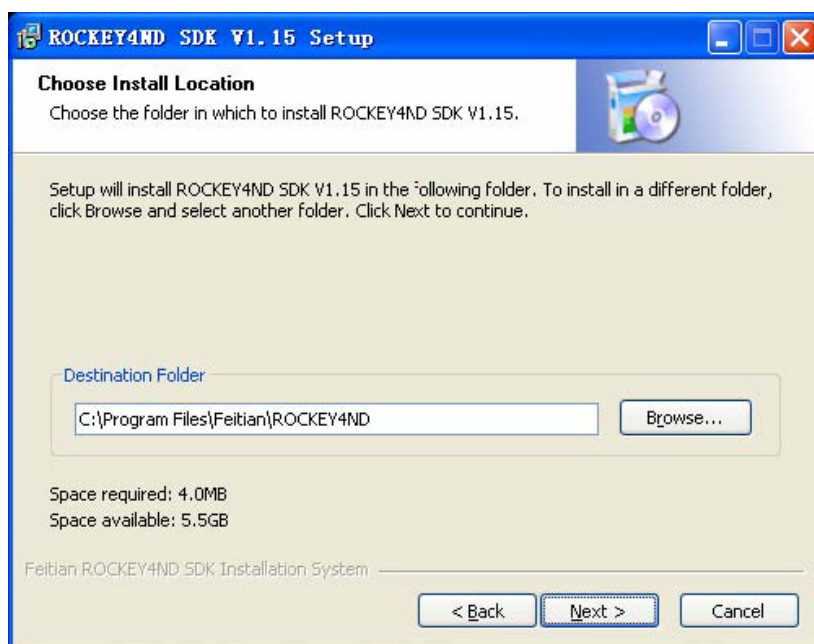 ROCKEY4ND SDK V1.15 Setup
Choose Install Location
Choose the folder in which to install ROCKEY4ND SDK V1.15.
Setup will install ROCKEY4ND SDK V1.15 in the following folder. To install in a different folder,
click Browse and select another folder. Click Next to continue.
Destination Folder
C:\Program Files\Feitian\ROCKEY4ND
Browse...
Space required: 4.0MB
Space available: 5.5GB
Feitian ROCKEY4ND SDK Installation System
< Back Next > Cancel